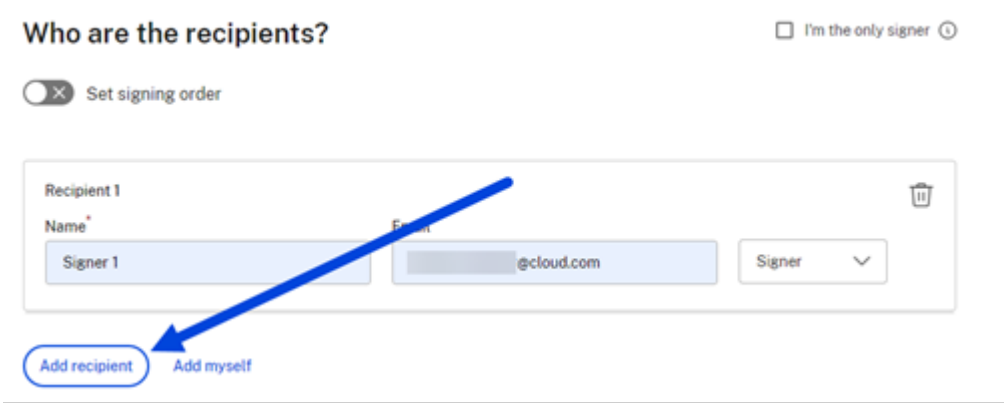 Who are the recipients?
I'm the only signer
Set signing order
Recipient 1
Name*
Signer 1
@cloud.com
Signer
Add recipient
Add myself